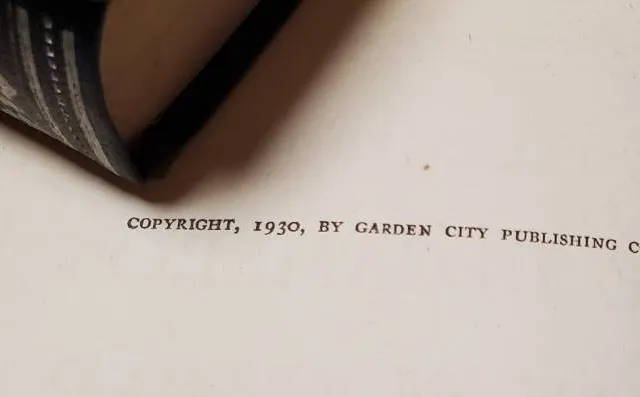 COPYRIGHT, 1930, BY GARDEN CITY PUBLISHING C